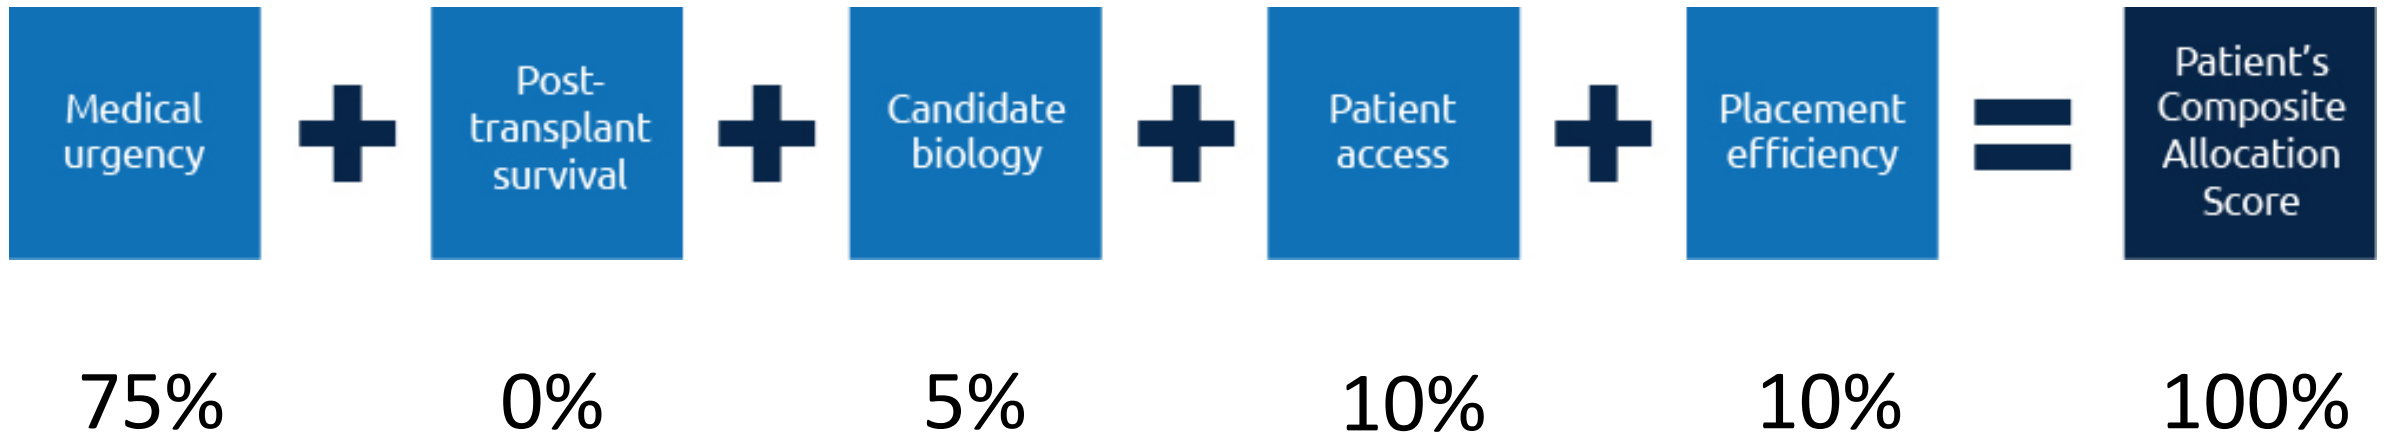 Medical
urgency
Post-
transplant
survival
Candidate
biology
Patient
access
Placement
efficiency
Patient's
Composite
Allocation
Score
75%
0%
5%
10%
10%
100%